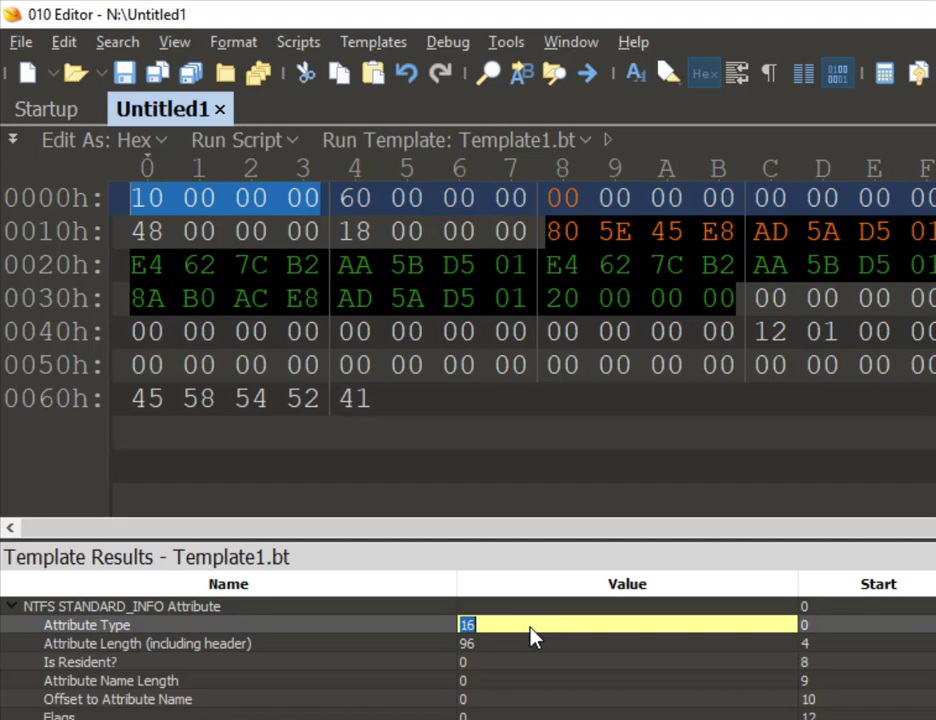 010 Editor - N:\Untitled1
File Edit Search View Format Scripts Templates Debug Tools Window Help
Hex
Startup Untitled1 ×
Edit As: Hex Run Script Run Template: Template1.bt
0 1 2 3 4 5 6 7 8 9 A B C D E F
0000h: 10 00 00 00 60 00 00 00 00 00 00 00 00 00 00 00
0010h: 48 00 00 00 18 00 00 00 80 5E 45 E8 AD 5A D5 01
0020h: E4 62 7C B2 AA 5B D5 01 E4 62 7C B2 AA 5B D5 01
0030h: 8A B0 AC E8 AD 5A D5 01 20 00 00 00 00 00 00 00
0040h: 00 00 00 00 00 00 00 00 00 00 00 00 12 01 00 00
0050h: 00 00 00 00 00 00 00 00 00 00 00 00 00 00 00 00
0060h: 45 58 54 52 41
Template Results - Template1.bt
Name Value Start
NTFS STANDARD_INFO Attribute 0
Attribute Type 16 0
Attribute Length (including header) 96 4
Is Resident? 0 8
Attribute Name Length 0 9
Offset to Attribute Name 0 10
Flags 0 12